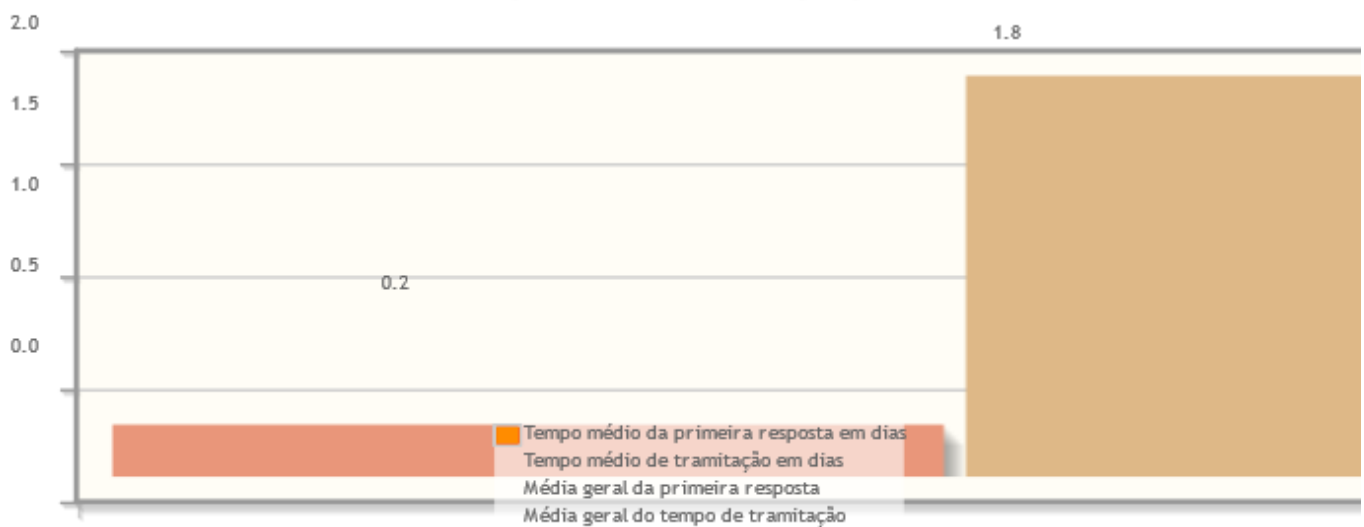 2.0
1.8
1.5
1.0
0.5
0.2
0.0
Tempo médio da primeira resposta em dias
Tempo médio de tramitação em dias
Média geral da primeira resposta
Média geral do tempo de tramitação